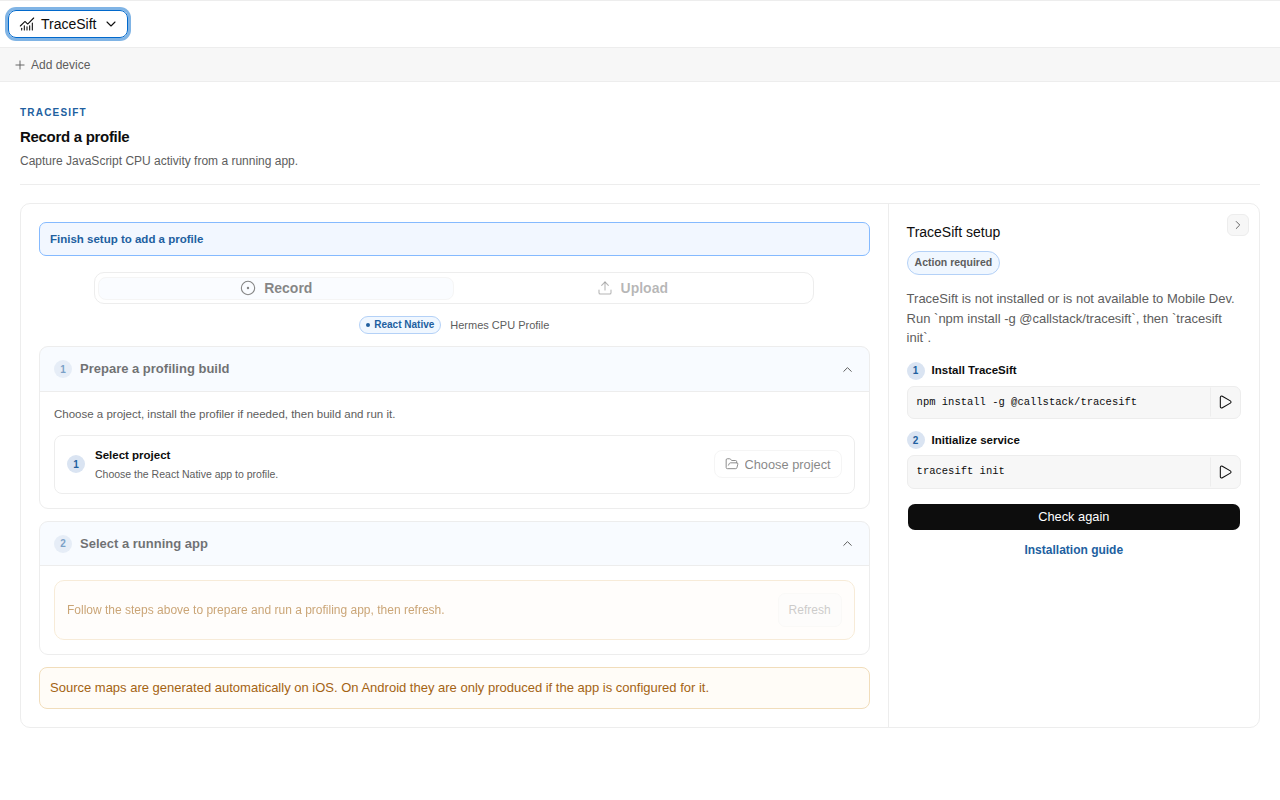 TraceSift
Add device
TRACESIFT
Record a profile
Capture JavaScript CPU activity from a running app.
Finish setup to add a profile
Record
Upload
React Native
Hermes CPU Profile
1
Prepare a profiling build
Choose a project, install the profiler if needed, then build and run it.
1
Select project
Choose the React Native app to profile.
Choose project
2
Select a running app
Follow the steps above to prepare and run a profiling app, then refresh.
Refresh
Source maps are generated automatically on iOS. On Android they are only produced if the app is configured for it.
TraceSift setup
Action required
TraceSift is not installed or is not available to Mobile Dev.
Run `npm install -g @callstack/tracesift`, then `tracesift
init`.
1
Install TraceSift
npm install -g @callstack/tracesift
2
Initialize service
tracesift init
Check again
Installation guide